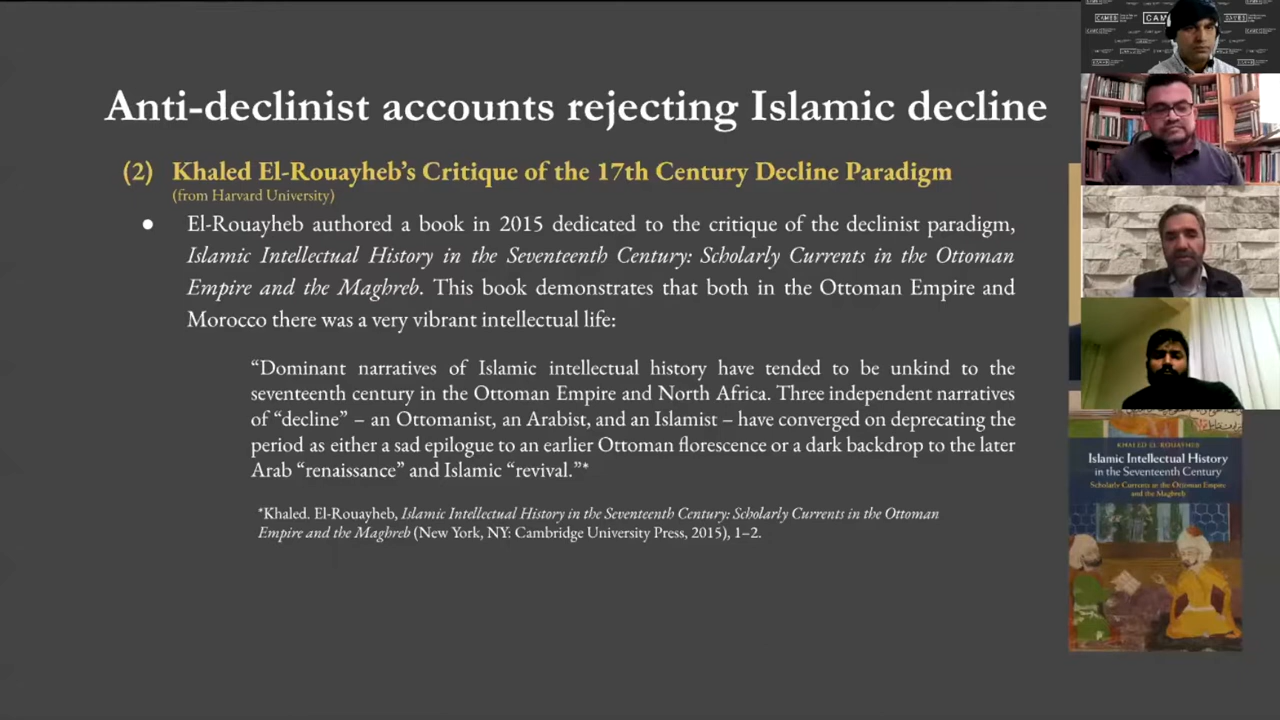 Anti-declinist accounts rejecting Islamic decline
(2) Khaled El-Rouayheb’s Critique of the 17th Century Decline Paradigm
(from Harvard University)
● El-Rouayheb authored a book in 2015 dedicated to the critique of the declinist paradigm,
Islamic Intellectual History in the Seventeenth Century: Scholarly Currents in the Ottoman
Empire and the Maghreb. This book demonstrates that both in the Ottoman Empire and
Morocco there was a very vibrant intellectual life:
“Dominant narratives of Islamic intellectual history have tended to be unkind to the
seventeenth century in the Ottoman Empire and North Africa. Three independent narratives
of “decline” – an Ottomanist, an Arabist, and an Islamist – have converged on deprecating the
period as either a sad epilogue to an earlier Ottoman florescence or a dark backdrop to the later
Arab “renaissance” and Islamic “revival.”*
*Khaled. El-Rouayheb, Islamic Intellectual History in the Seventeenth Century: Scholarly Currents in the Ottoman
Empire and the Maghreb (New York, NY: Cambridge University Press, 2015), 1–2.
CAMES
KHALED EL-ROUAYHEB
Islamic Intellectual History
in the Seventeenth Century
Scholarly Currents in the Ottoman Empire
and the Maghreb